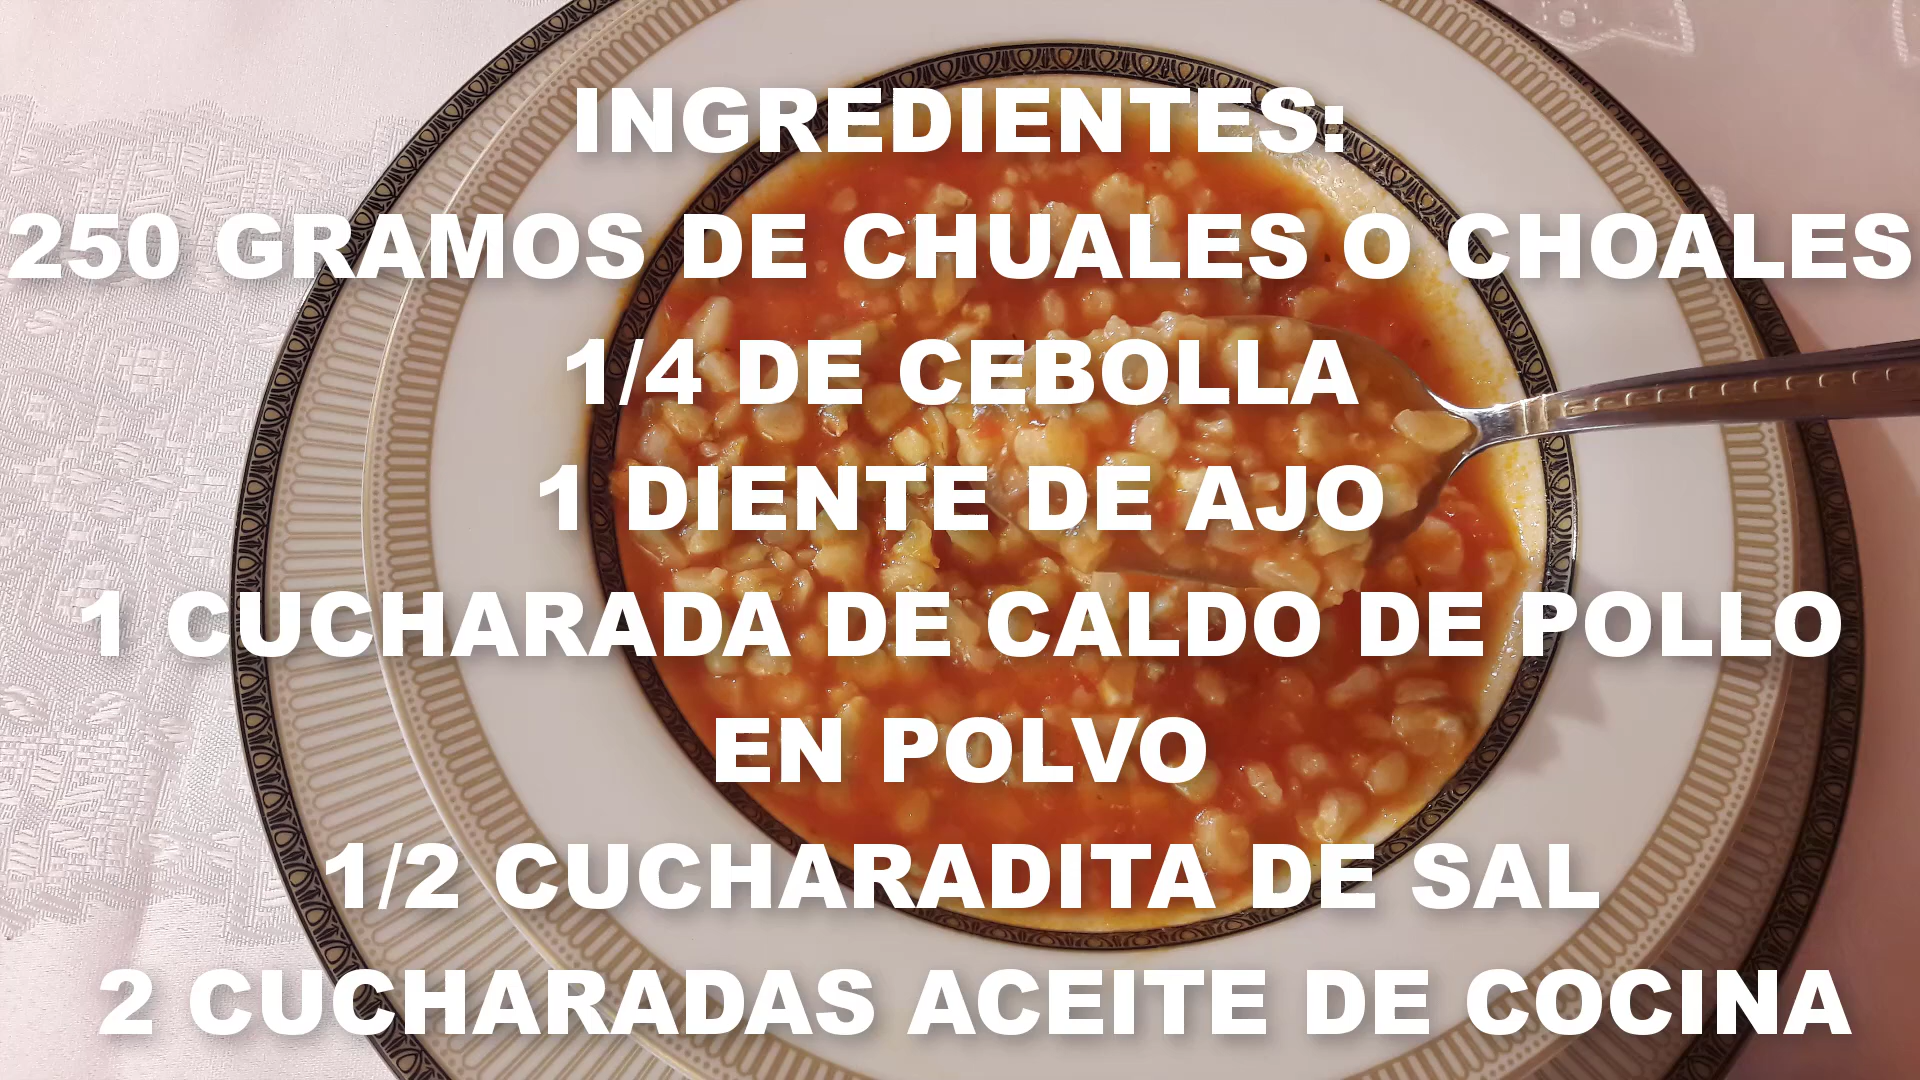 INGREDIENTES:
250 GRAMOS DE CHUALES O CHOALES
1/4 DE CEBOLLA
1 DIENTE DE AJO
1 CUCHARADA DE CALDO DE POLLO
EN POLVO
1/2 CUCHARADITA DE SAL
2 CUCHARADAS ACEITE DE COCINA